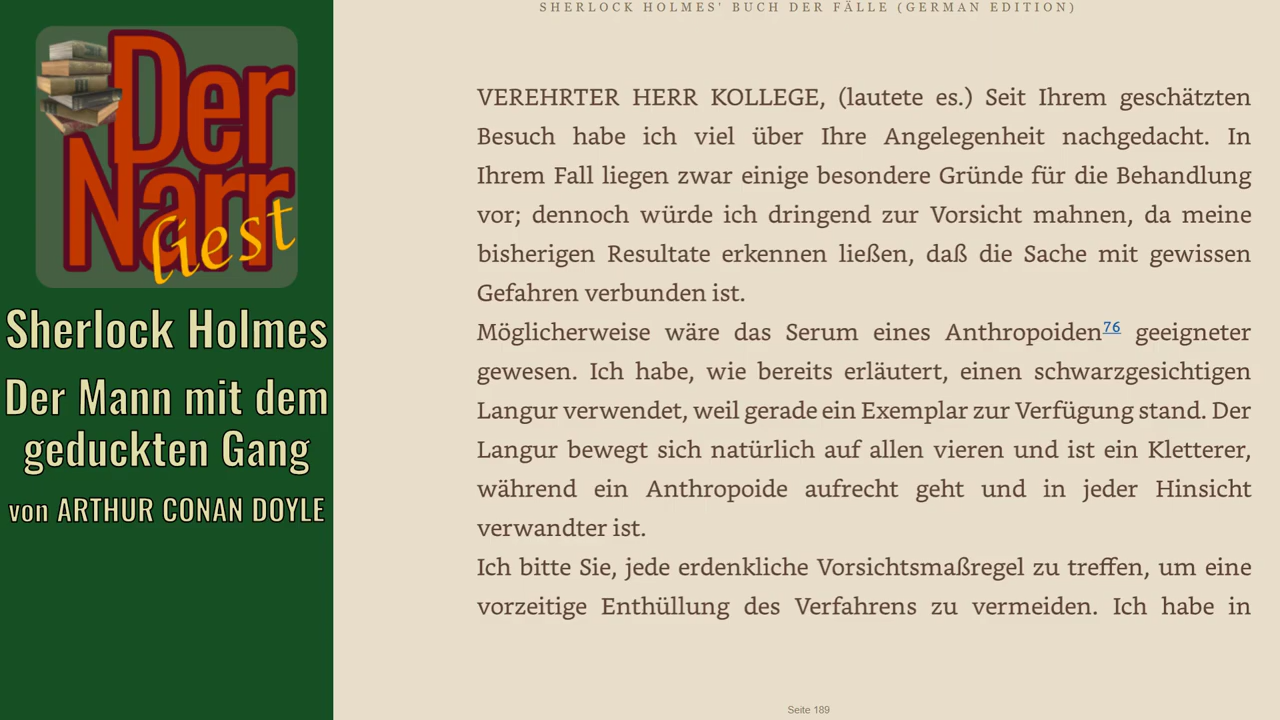 Der
Narr
liest
Sherlock Holmes
Der Mann mit dem
geduckten Gang
von ARTHUR CONAN DOYLE
SHERLOCK HOLMES' BUCH DER FÄLLE (GERMAN EDITION)
VEREHRTER HERR KOLLEGE, (lautete es.) Seit Ihrem geschätzten
Besuch habe ich viel über Ihre Angelegenheit nachgedacht. In
Ihrem Fall liegen zwar einige besondere Gründe für die Behandlung
vor; dennoch würde ich dringend zur Vorsicht mahnen, da meine
bisherigen Resultate erkennen ließen, daß die Sache mit gewissen
Gefahren verbunden ist.
Möglicherweise wäre das Serum eines Anthropoiden76 geeigneter
gewesen. Ich habe, wie bereits erläutert, einen schwarzgesichtigen
Langur verwendet, weil gerade ein Exemplar zur Verfügung stand. Der
Langur bewegt sich natürlich auf allen vieren und ist ein Kletterer,
während ein Anthropoide aufrecht geht und in jeder Hinsicht
verwandter ist.
Ich bitte Sie, jede erdenkliche Vorsichtsmaßregel zu treffen, um eine
vorzeitige Enthüllung des Verfahrens zu vermeiden. Ich habe in
Seite 189